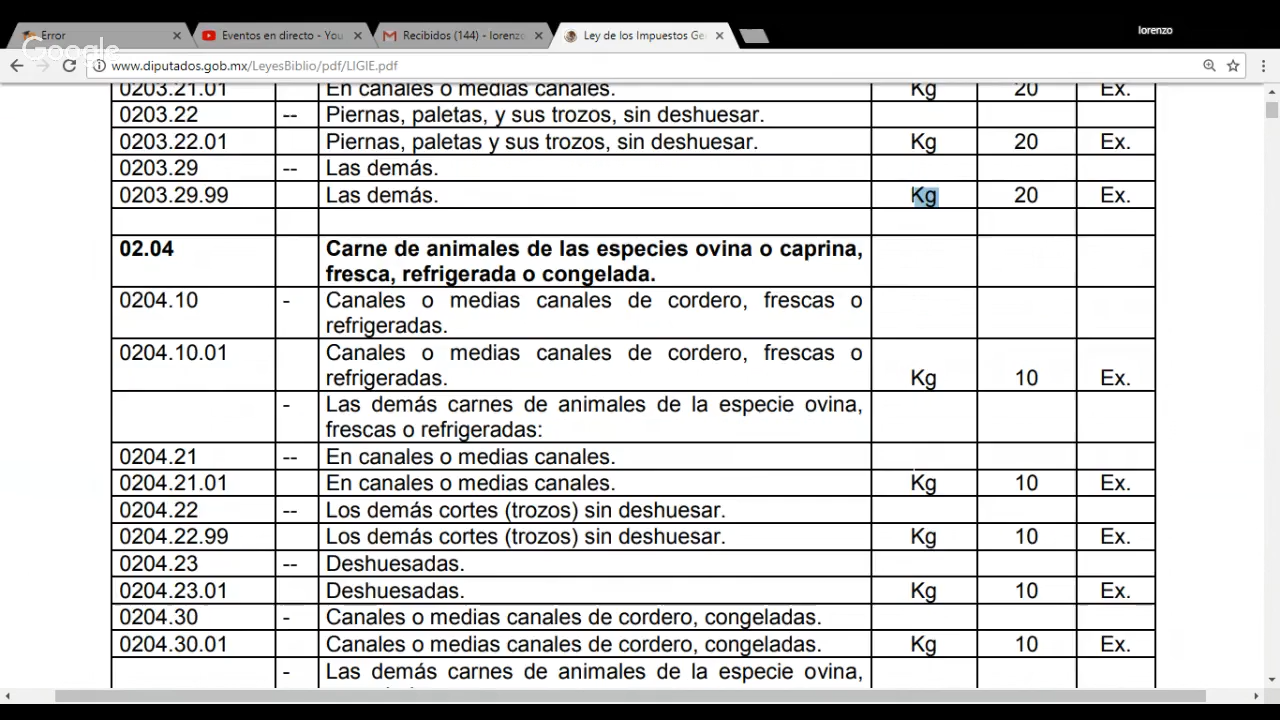 lorenzo
Error
Eventos en directo - You
Recibidos (144) - lorenzo
Ley de los Impuestos Ge
Google
www.diputados.gob.mx/LeyesBiblio/pdf/LIGIE.pdf
0203.21.01 En canales o medias canales. Kg 20 Ex.
0203.22 -- Piernas, paletas, y sus trozos, sin deshuesar.
0203.22.01 Piernas, paletas y sus trozos, sin deshuesar. Kg 20 Ex.
0203.29 -- Las demás.
0203.29.99 Las demás. Kg 20 Ex.
02.04 Carne de animales de las especies ovina o caprina,
fresca, refrigerada o congelada.
0204.10 - Canales o medias canales de cordero, frescas o
refrigeradas.
0204.10.01 Canales o medias canales de cordero, frescas o
refrigeradas. Kg 10 Ex.
- Las demás carnes de animales de la especie ovina,
frescas o refrigeradas:
0204.21 -- En canales o medias canales.
0204.21.01 En canales o medias canales. Kg 10 Ex.
0204.22 -- Los demás cortes (trozos) sin deshuesar.
0204.22.99 Los demás cortes (trozos) sin deshuesar. Kg 10 Ex.
0204.23 -- Deshuesadas.
0204.23.01 Deshuesadas. Kg 10 Ex.
0204.30 - Canales o medias canales de cordero, congeladas.
0204.30.01 Canales o medias canales de cordero, congeladas. Kg 10 Ex.
- Las demás carnes de animales de la especie ovina,